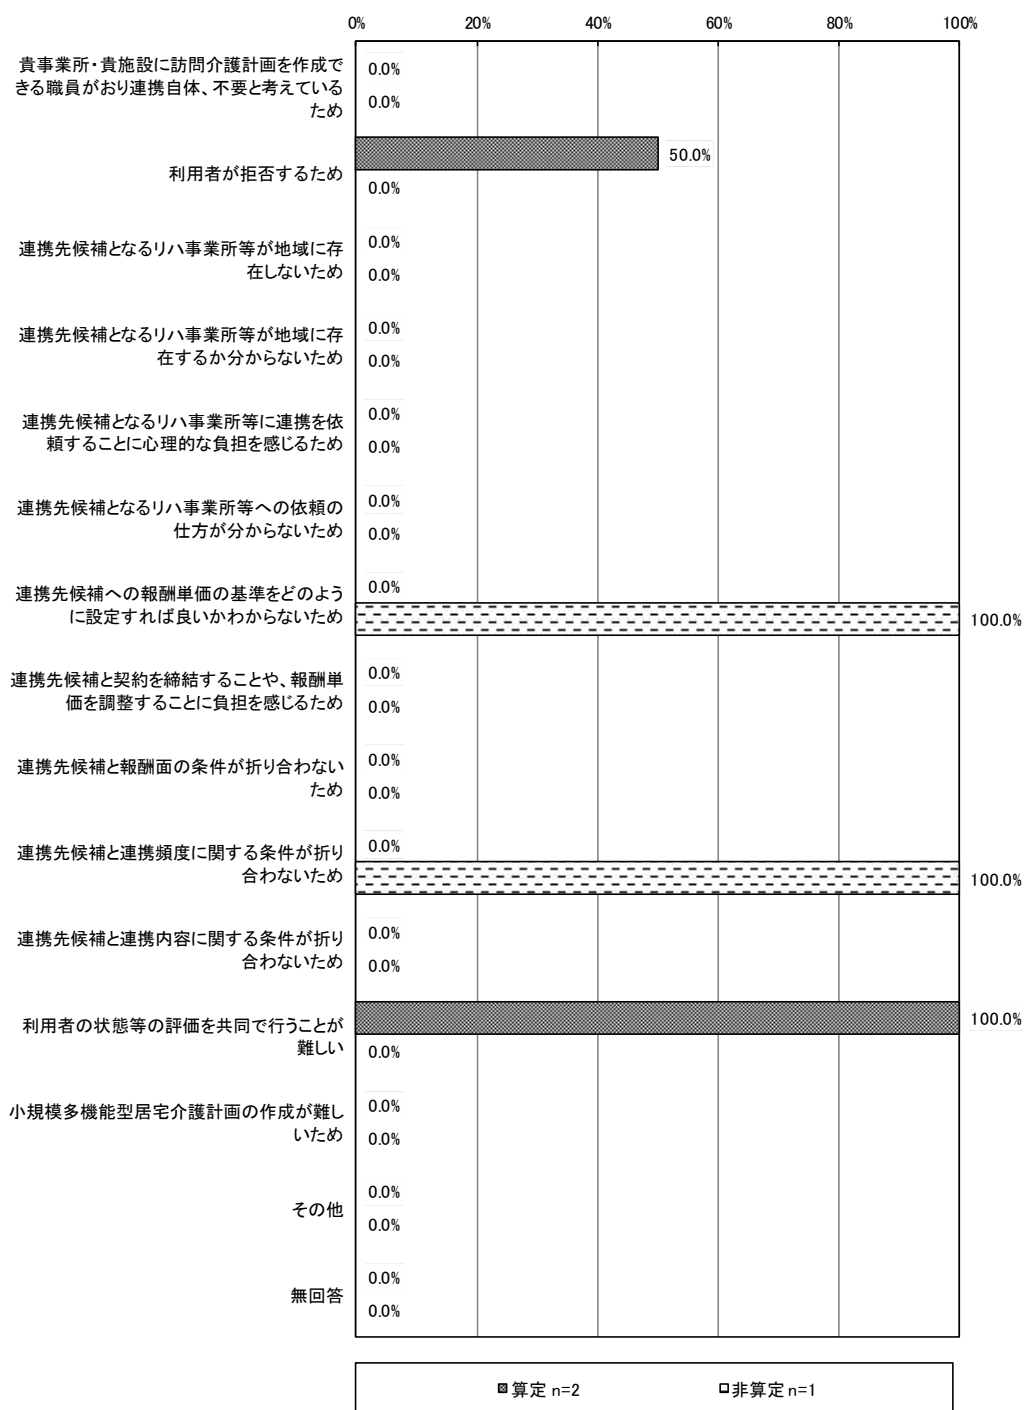 0% 20% 40% 60% 80% 100%
貴事業所・貴施設に訪問介護計画を作成で
きる職員がおり連携自体、不要と考えている
ため
0.0%
0.0%
利用者が拒否するため
50.0%
0.0%
連携先候補となるリハ事業所等が地域に存
在しないため
0.0%
0.0%
連携先候補となるリハ事業所等が地域に存
在するか分からないため
0.0%
0.0%
連携先候補となるリハ事業所等に連携を依
頼することに心理的な負担を感じるため
0.0%
0.0%
連携先候補となるリハ事業所等への依頼の
仕方が分からないため
0.0%
0.0%
連携先候補への報酬単価の基準をどのよう
に設定すれば良いかわからないため
0.0%
100.0%
連携先候補と契約を締結することや、報酬単
価を調整することに負担を感じるため
0.0%
0.0%
連携先候補と報酬面の条件が折り合わない
ため
0.0%
0.0%
連携先候補と連携頻度に関する条件が折り
合わないため
0.0%
100.0%
連携先候補と連携内容に関する条件が折り
合わないため
0.0%
0.0%
利用者の状態等の評価を共同で行うことが
難しい
100.0%
0.0%
小規模多機能型居宅介護計画の作成が難し
いため
0.0%
0.0%
その他
0.0%
0.0%
無回答
0.0%
0.0%
算定 n=2 非算定 n=1